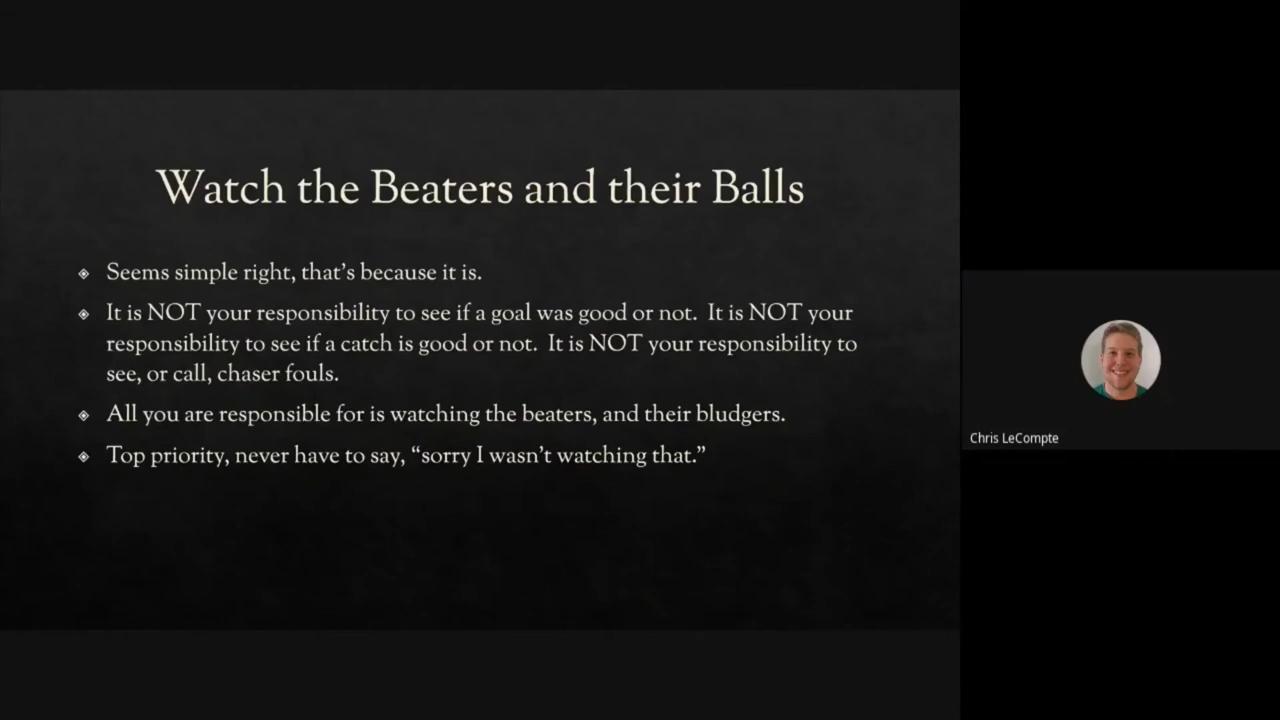 Watch the Beaters and their Balls
Seems simple right, that's because it is.
It is NOT your responsibility to see if a goal was good or not.  It is NOT your
responsibility to see if a catch is good or not.  It is NOT your responsibility to
see, or call, chaser fouls.
All you are responsible for is watching the beaters, and their bludgers.
Top priority, never have to say, “sorry I wasn't watching that.”
Chris LeCompte